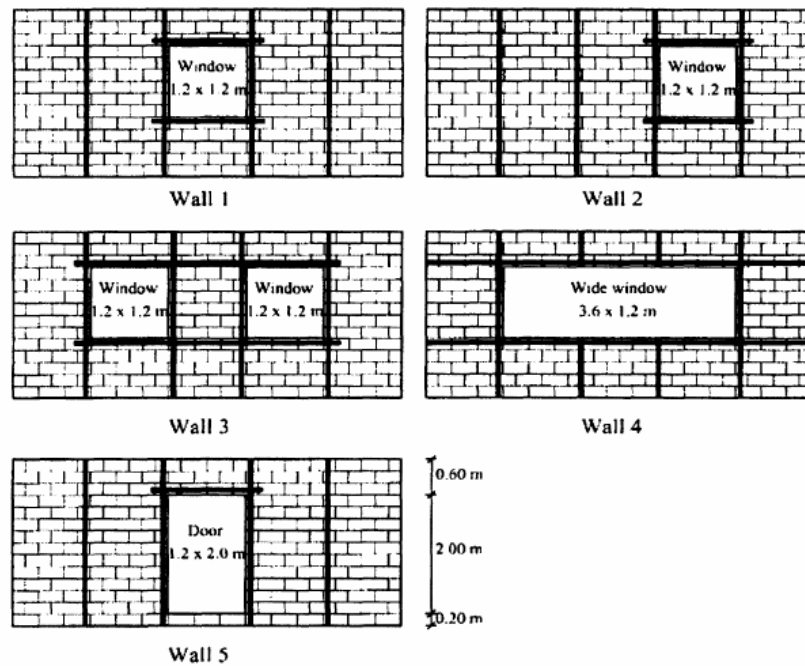 Window
1.2 x 1.2 m
Wall 1
Window
1.2 x 1.2 m
Wall 2
Window
1.2 x 1.2 m
Window
1.2 x 1.2 m
Wall 3
Wide window
3.6 x 1.2 m
Wall 4
Door
1.2 x 2.0 m
Wall 5
0.60 m
2 00 m
0.20 m